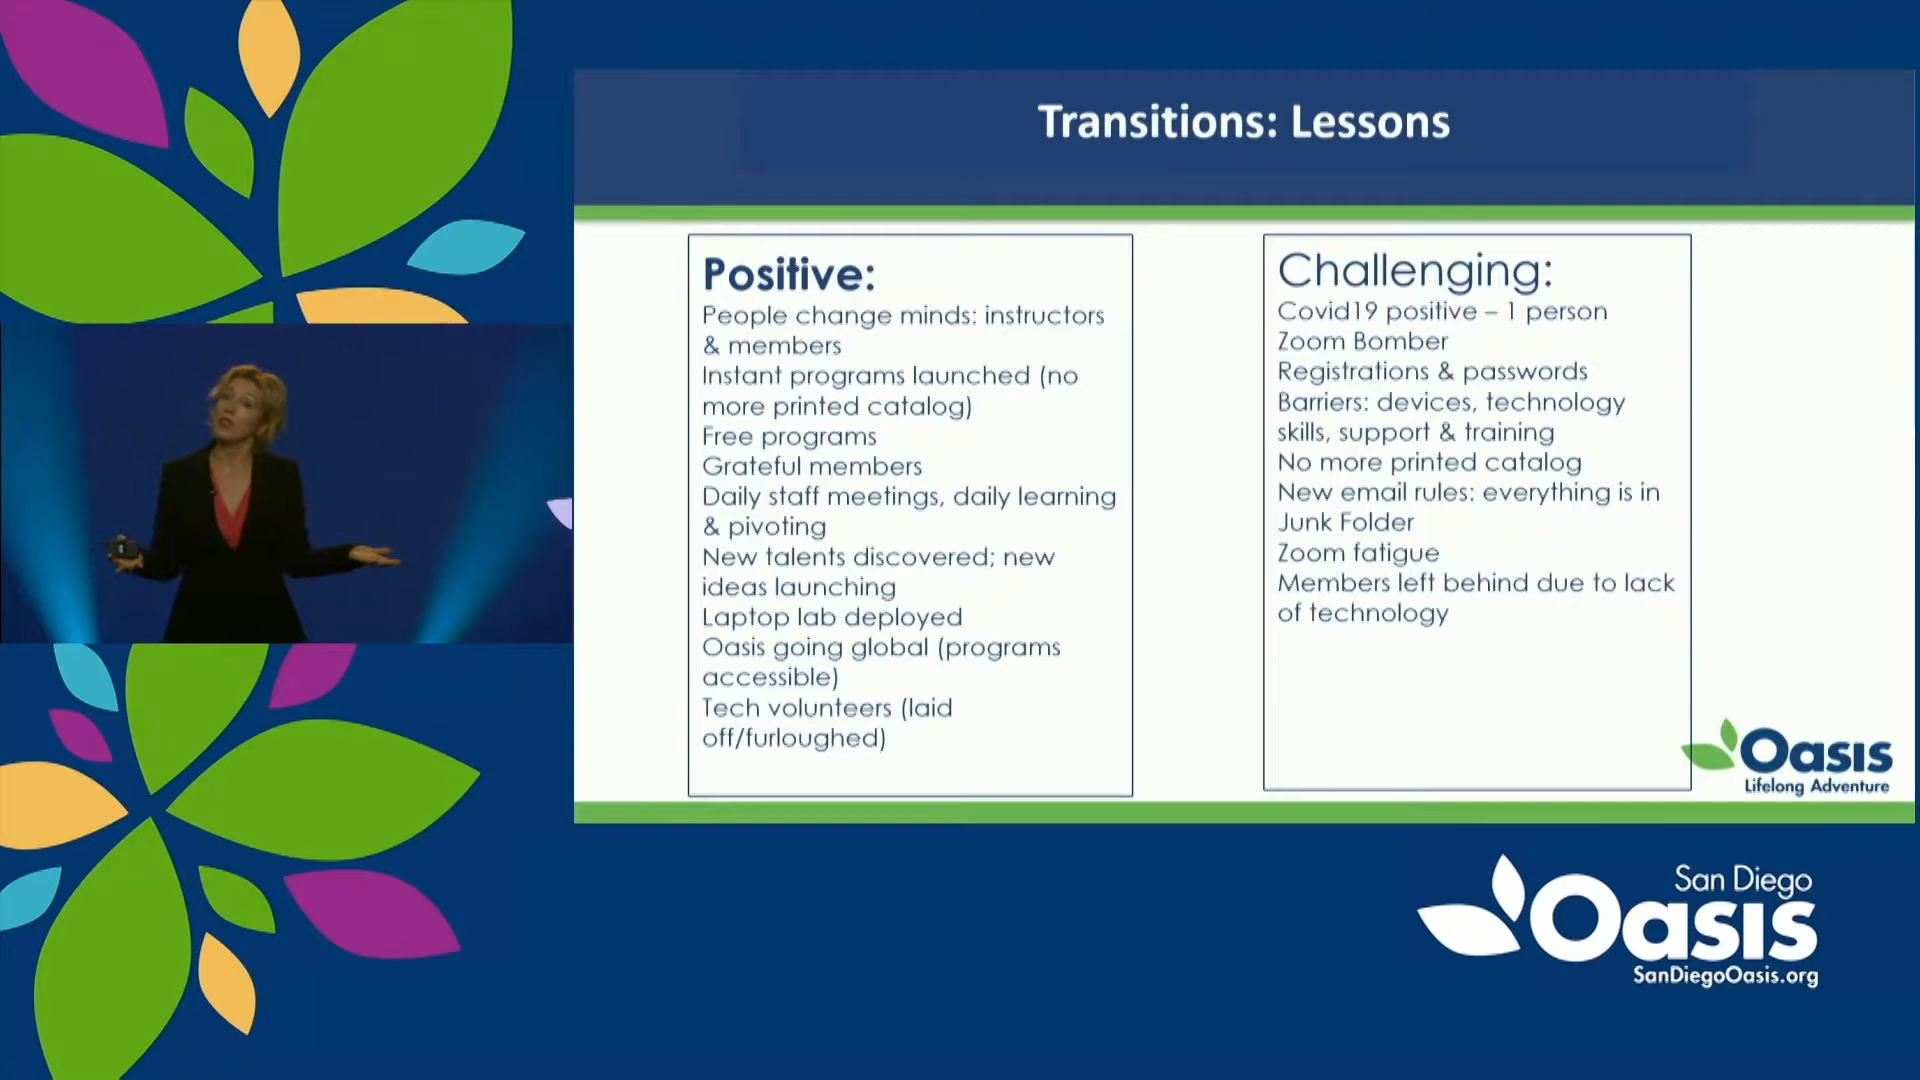 Transitions: Lessons
Positive:
People change minds: instructors
& members
Instant programs launched (no
more printed catalog)
Free programs
Grateful members
Daily staff meetings, daily learning
& pivoting
New talents discovered; new
ideas launching
Laptop lab deployed
Oasis going global (programs
accessible)
Tech volunteers (laid
off/furloughed)
Challenging:
Covid19 positive – 1 person
Zoom Bomber
Registrations & passwords
Barriers: devices, technology
skills, support & training
No more printed catalog
New email rules: everything is in
Junk Folder
Zoom fatigue
Members left behind due to lack
of technology
Oasis
Lifelong Adventure
San Diego
Oasis
SanDiegoOasis.org